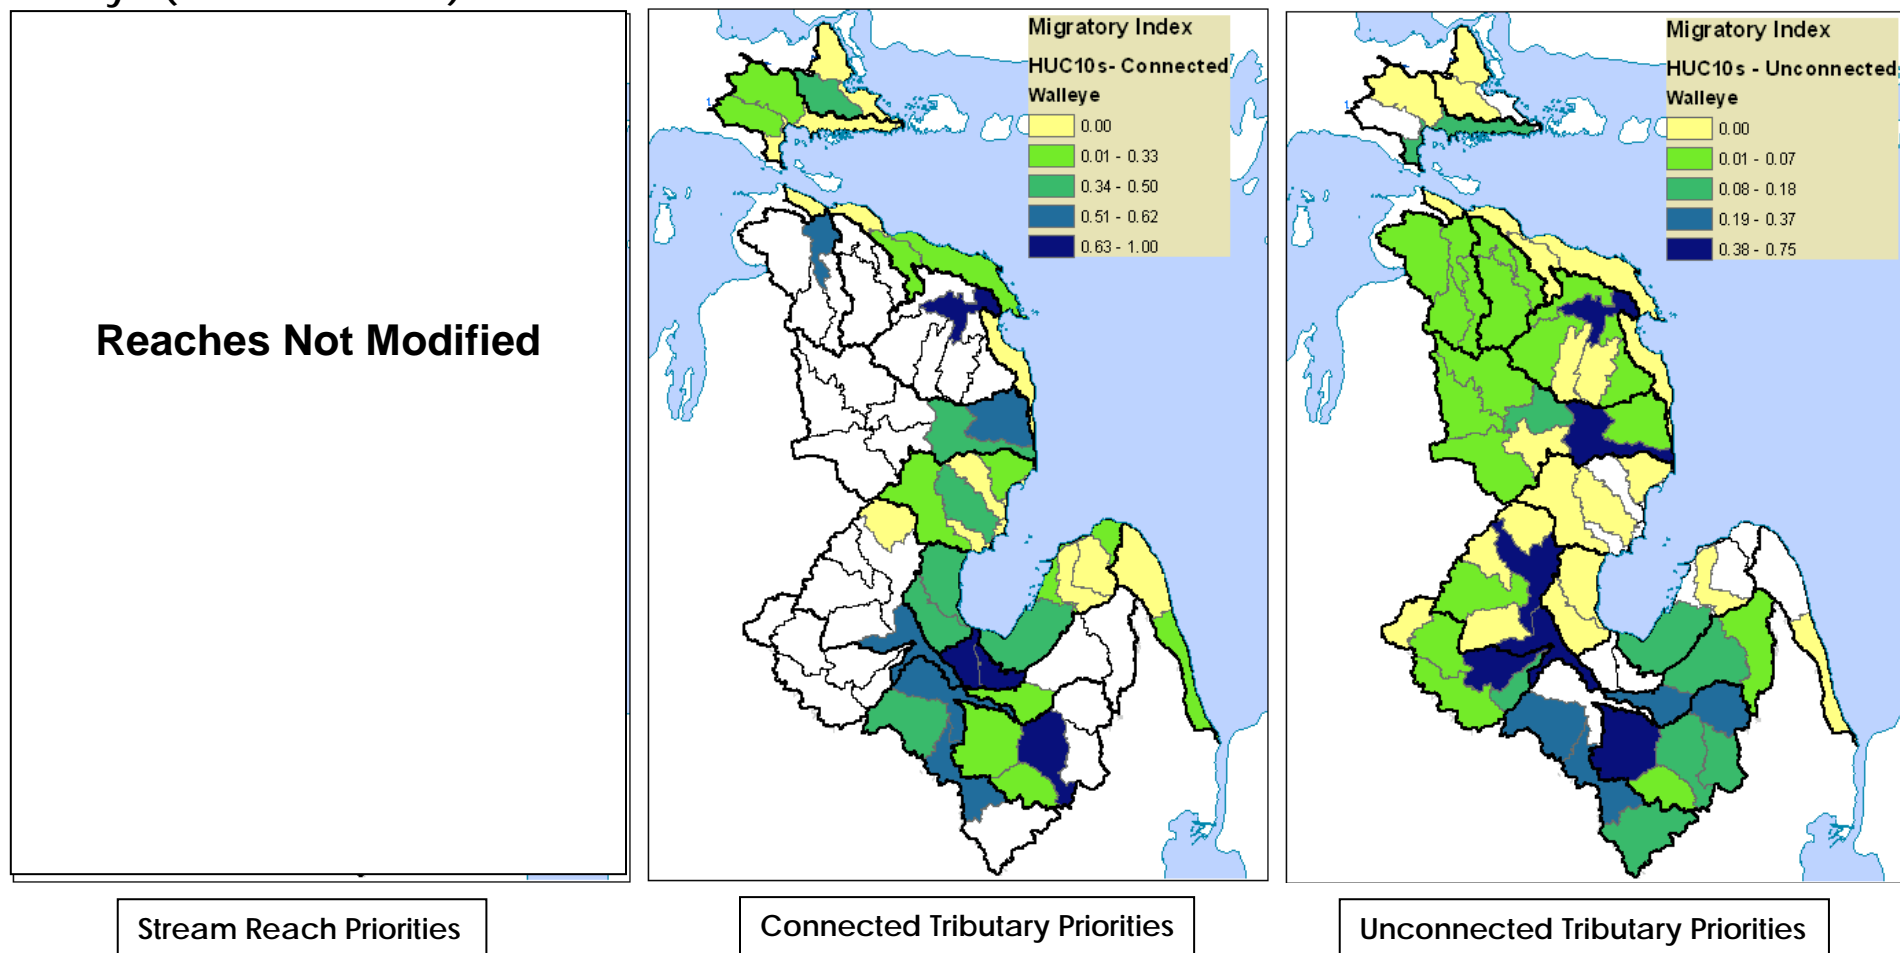 Reaches Not Modified
Stream Reach Priorities
Migratory Index
HUC10s- Connected
Walleye
0.00
0.01 - 0.33
0.34 - 0.50
0.51 - 0.62
0.63 - 1.00
Connected Tributary Priorities
Migratory Index
HUC10s - Unconnected
Walleye
0.00
0.01 - 0.07
0.08 - 0.18
0.19 - 0.37
0.38 - 0.75
Unconnected Tributary Priorities